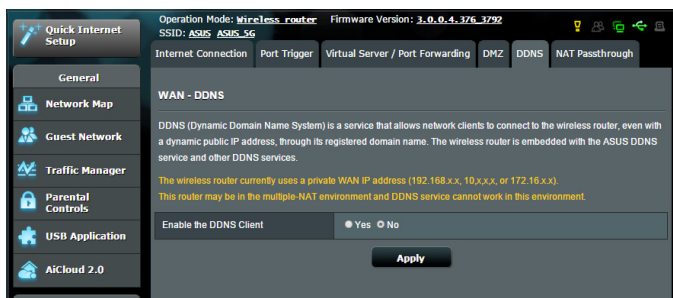 Quick Internet
Setup
General
Network Map
Guest Network
Traffic Manager
Parental
Controls
USB Application
AiCloud 2.0
Operation Mode: Wireless router Firmware Version: 3.0.0.4.376_3792
SSID: ASUS ASUS_5G
Internet Connection Port Trigger Virtual Server / Port Forwarding DMZ DDNS NAT Passthrough
WAN - DDNS
DDNS (Dynamic Domain Name System) is a service that allows network clients to connect to the wireless router, even with
a dynamic public IP address, through its registered domain name. The wireless router is embedded with the ASUS DDNS
service and other DDNS services.
The wireless router currently uses a private WAN IP address (192.168.x.x, 10,x,x,x, or 172.16.x.x).
This router may be in the multiple-NAT environment and DDNS service cannot work in this environment.
Enable the DDNS Client Yes No
Apply